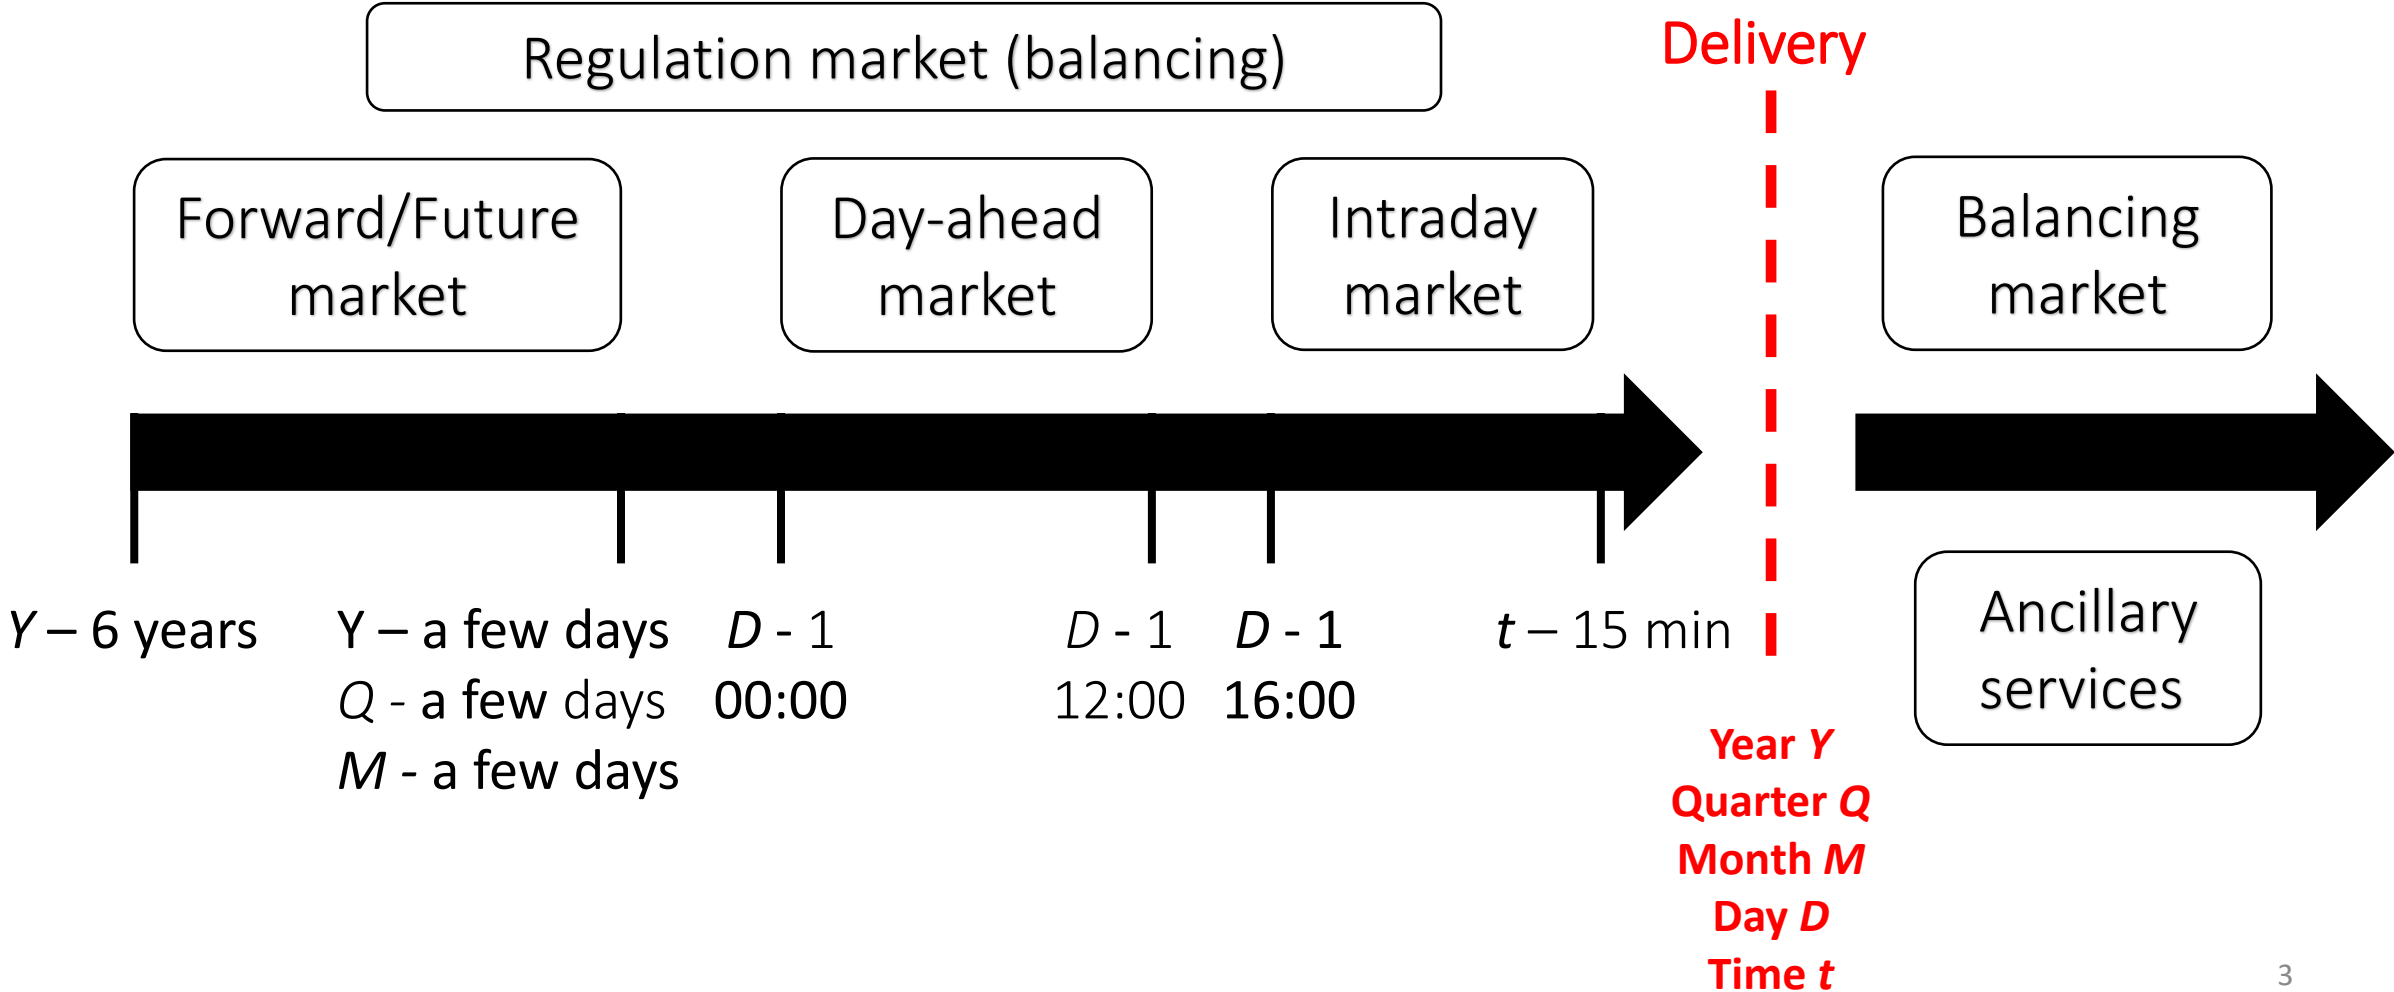 Regulation market (balancing)
Delivery
Forward/Future
market
Day-ahead
market
Intraday
market
Balancing
market
Y – 6 years
Y – a few days
Q - a few days
M - a few days
D - 1
00:00
D - 1
12:00
D - 1
16:00
t – 15 min
Ancillary
services
Year Y
Quarter Q
Month M
Day D
Time t
3